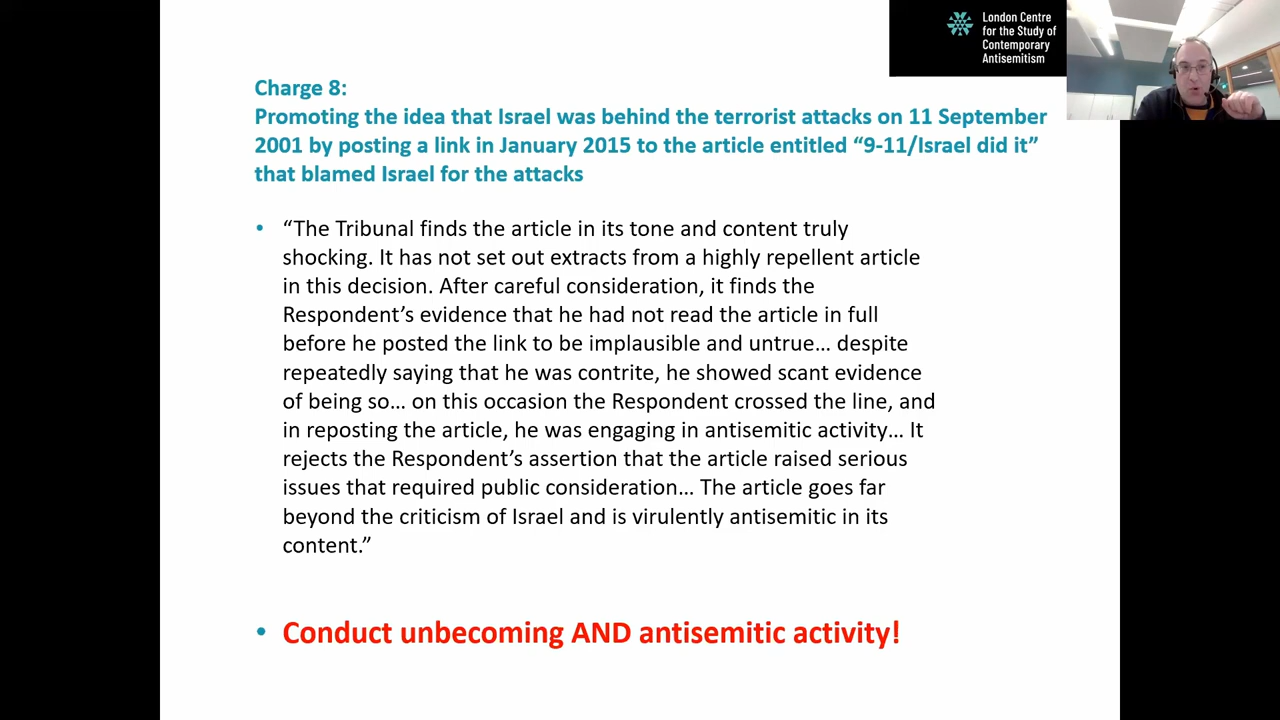 London Centre
for the Study of
Contemporary
Antisemitism
Charge 8:
Promoting the idea that Israel was behind the terrorist attacks on 11 September
2001 by posting a link in January 2015 to the article entitled “9-11/Israel did it”
that blamed Israel for the attacks
• “The Tribunal finds the article in its tone and content truly
shocking. It has not set out extracts from a highly repellent article
in this decision. After careful consideration, it finds the
Respondent’s evidence that he had not read the article in full
before he posted the link to be implausible and untrue… despite
repeatedly saying that he was contrite, he showed scant evidence
of being so… on this occasion the Respondent crossed the line, and
in reposting the article, he was engaging in antisemitic activity… It
rejects the Respondent’s assertion that the article raised serious
issues that required public consideration… The article goes far
beyond the criticism of Israel and is virulently antisemitic in its
content.”
• Conduct unbecoming AND antisemitic activity!